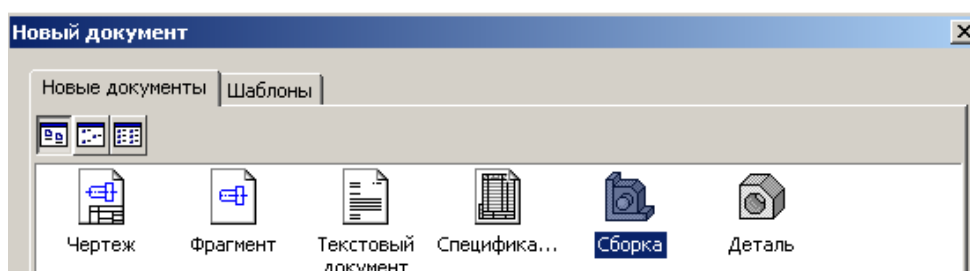 Новый документ
Новые документы Шаблоны
Чертеж Фрагмент Текстовый Специфика... Сборка Деталь
документ